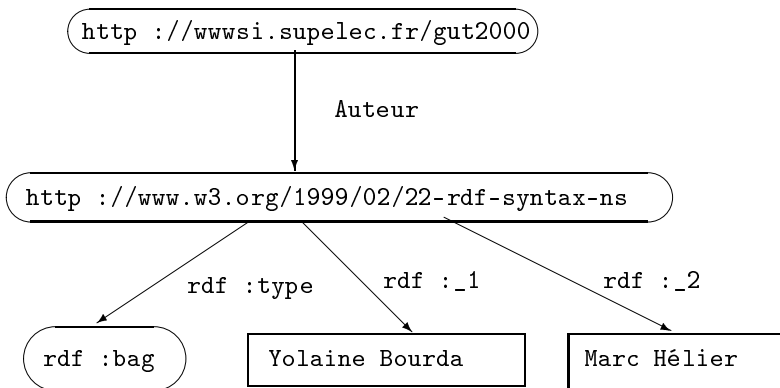 http ://wwwsi.supelec.fr/gut2000
Auteur
http ://www.w3.org/1999/02/22-rdf-syntax-ns
rdf :type
rdf :_1
rdf :_2
rdf :bag
Yolaine Bourda
Marc Hélier